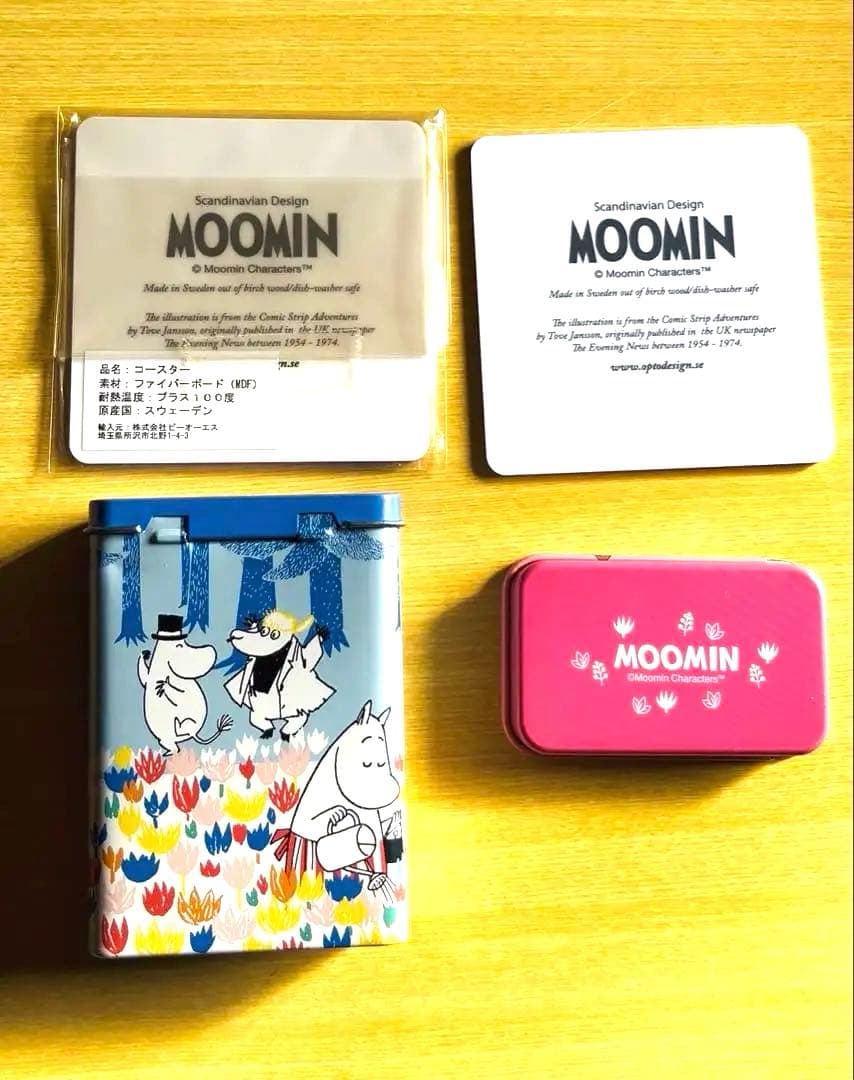 Scandinavian Design
MOOMIN
© Moomin Characters™
Made in Sweden out of birch wood/dish-washer safe
The illustration is from the Comic Strip Adventures
by Tove Jansson, originally published in the UK newspaper
The Evening News between 1954 - 1974.
n.se
品名：コースター
素材：ファイバーボード（MDF）
耐熱温度：プラス１００度
原産国：スウェーデン
輸入元：株式会社ビーオーエス
埼玉県所沢市北野1-4-3
Scandinavian Design
MOOMIN
© Moomin Characters™
Made in Sweden out of birch wood/dish-washer safe
The illustration is from the Comic Strip Adventures
by Tove Jansson, originally published in the UK newspaper
The Evening News between 1954 - 1974.
www.optodesign.se
MOOMIN
©Moomin Characters™